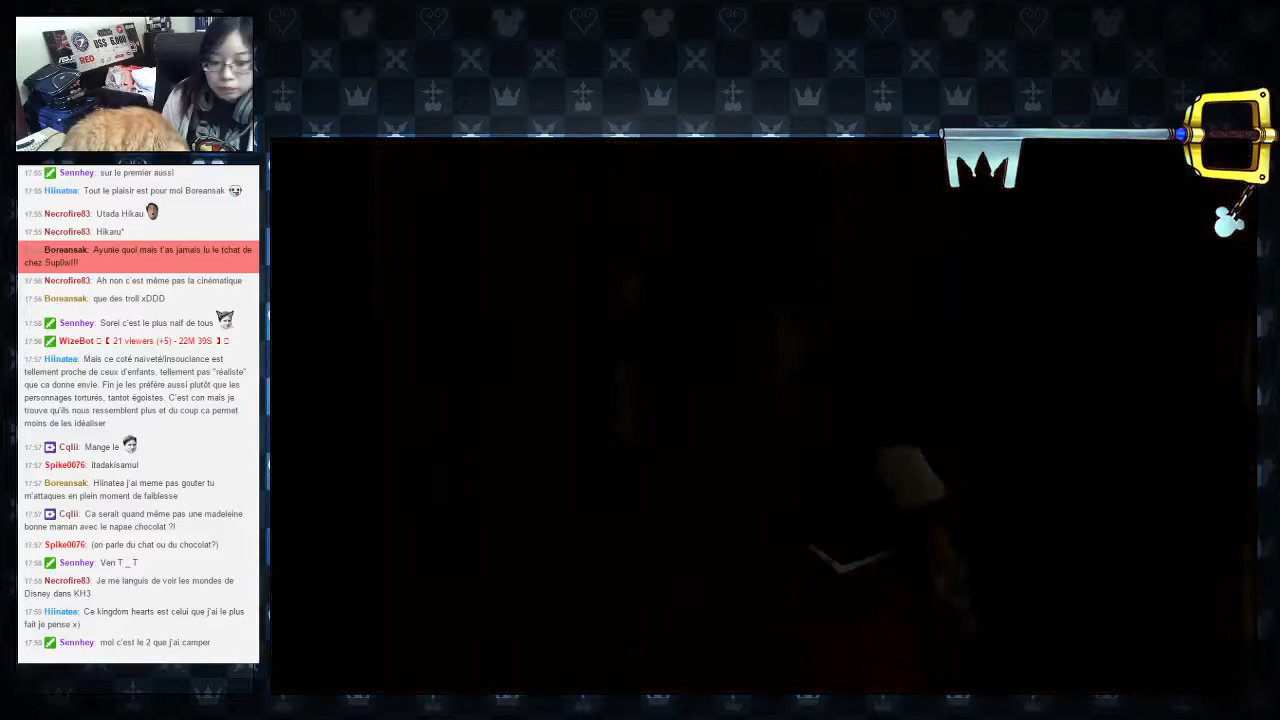 US$ 6,000
RED
17:55 Sennhey: sur le premier aussi
17:55 Hiinatea: Tout le plaisir est pour moi Boreansak
17:55 Necrofire83: Utada Hikau
17:55 Necrofire83: Hikaru*
Boreansak: Ayunie quoi mais t'as jamais lu le tchat de
chez Sup0w!!!
17:56 Necrofire83: Ah non c'est même pas la cinématique
17:56 Boreansak: que des troll xDDD
17:56 Sennhey: Sorei c'est le plus naif de tous
17:56 WizeBot 【 21 viewers (+5) - 22M 39S 】
17:57 Hiinatea: Mais ce coté naïveté/insouciance est
tellement proche de ceux d'enfants, tellement pas "réaliste"
que ca donne envie. Fin je les préfère aussi plutôt que les
personnages torturés, tantot égoistes. C'est con mais je
trouve qu'ils nous ressemblent plus et du coup ca permet
moins de les idéaliser
17:57 Cqlii: Mange le
17:57 Spike0076: Itadakisamul
17:57 Boreansak: Hiinatea j'ai meme pas gouter tu
m'attaques en plein moment de faiblesse
17:57 Cqlii: Ca serait quand même pas une madeleine
bonne maman avec le napae chocolat ?!
17:57 Spike0076: (on parle du chat ou du chocolat?)
17:58 Sennhey: Ven T _ T
17:58 Necrofire83: Je me languis de voir les mondes de
Disney dans KH3
17:59 Hiinatea: Ce kingdom hearts est celui que j'ai le plus
fait je pense x)
17:59 Sennhey: moi c'est le 2 que j'ai camper